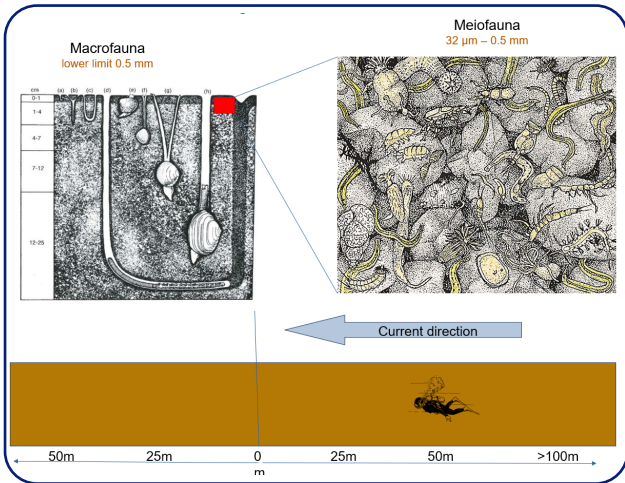 Macrofauna
lower limit 0.5 mm
Meiofauna
32 µm – 0.5 mm
cm (a) (b) (c) (d) (e) (f) (g) (h)
0-1
1-4
4-7
7-12
12-25
Current direction
50m 25m 0 25m 50m >100m
m